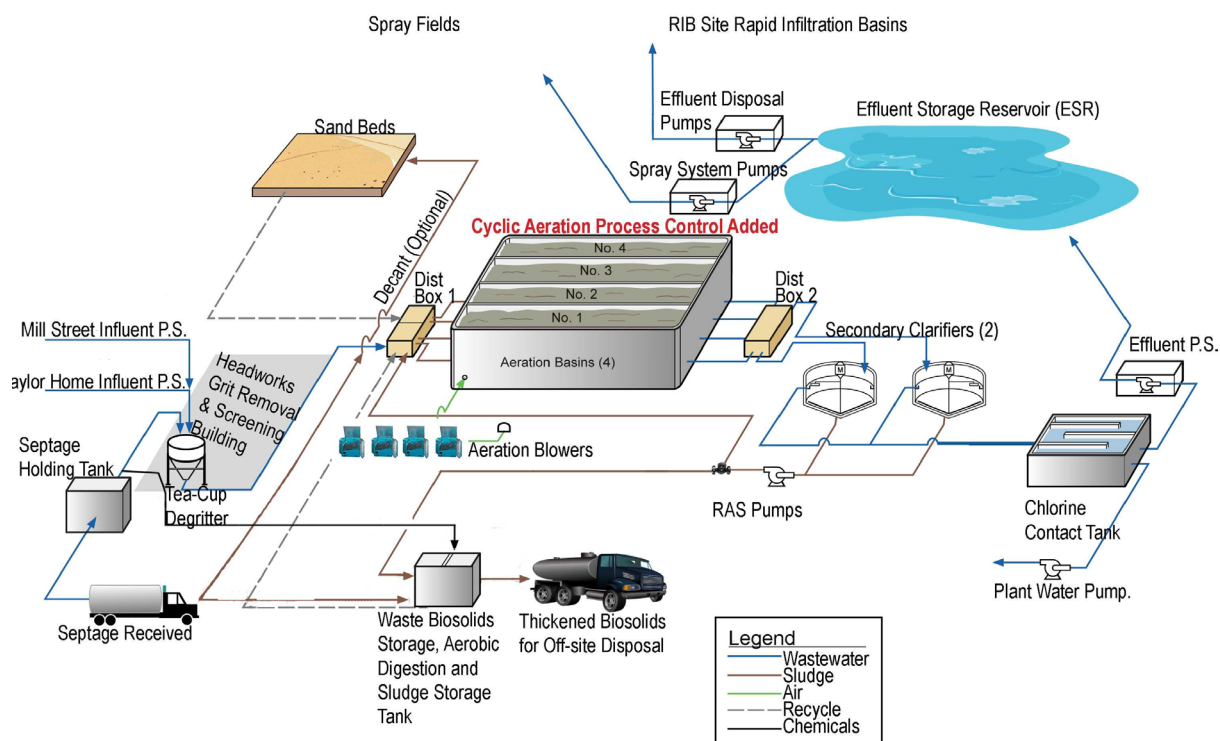 Spray Fields
RIB Site Rapid Infiltration Basins
Effluent Disposal
Pumps
Effluent Storage Reservoir (ESR)
Sand Beds
Spray System Pumps
Cyclic Aeration Process Control Added
Decant (Optional)
No. 4
No. 3
No. 2
No. 1
Dist
Box 1
Dist
Box 2
Aeration Basins (4)
Secondary Clarifiers (2)
M
M
Effluent P.S.
Mill Street Influent P.S.
aylor Home Influent P.S.
Headworks
Grit Removal
& Screening
Building
Aeration Blowers
Septage
Holding Tank
Tea-Cup
Degritter
RAS Pumps
Chlorine
Contact Tank
Plant Water Pump.
Septage Received
Waste Biosolids
Storage, Aerobic
Digestion and
Sludge Storage
Tank
Thickened Biosolids
for Off-site Disposal
Legend
Wastewater
Sludge
Air
Recycle
Chemicals